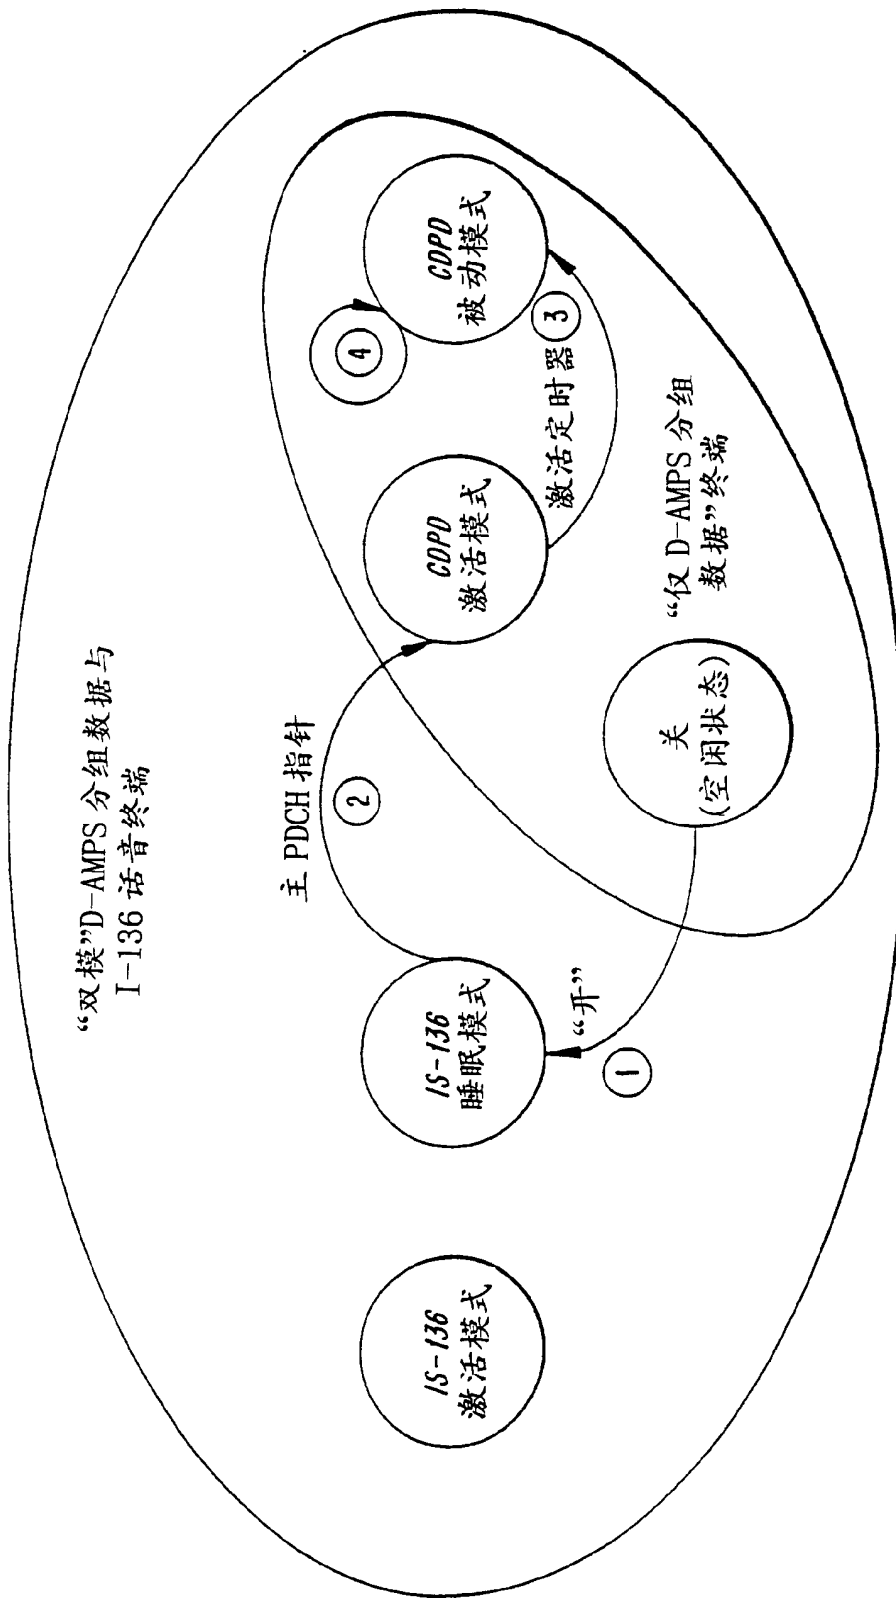 “双模”D-AMPS 分组数据与
I-136 话音终端
主 PDCH 指针
②
IS-136
激活模式
IS-136
睡眠模式
CDPD
激活模式
CDPD
被动模式
④
①
“开”
激活定时器
③
关
(空闲状态)
“仅 D-AMPS 分组
数据”终端